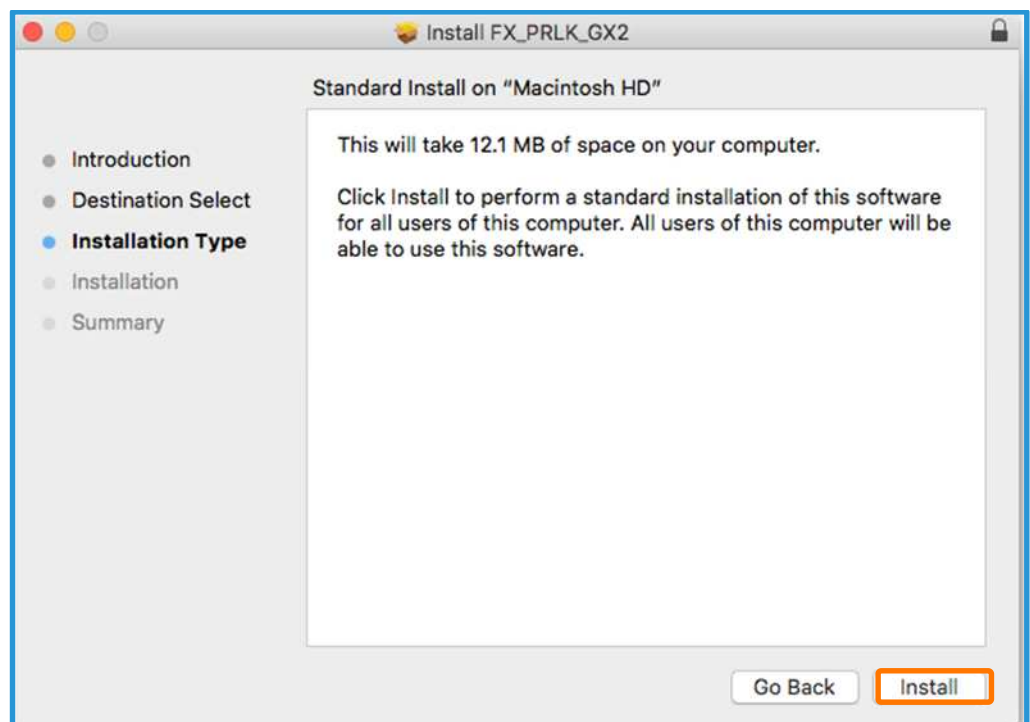 Install FX_PRLK_GX2
Standard Install on “Macintosh HD”
Introduction
Destination Select
Installation Type
Installation
Summary
This will take 12.1 MB of space on your computer.
Click Install to perform a standard installation of this software
for all users of this computer. All users of this computer will be
able to use this software.
Go Back
Install